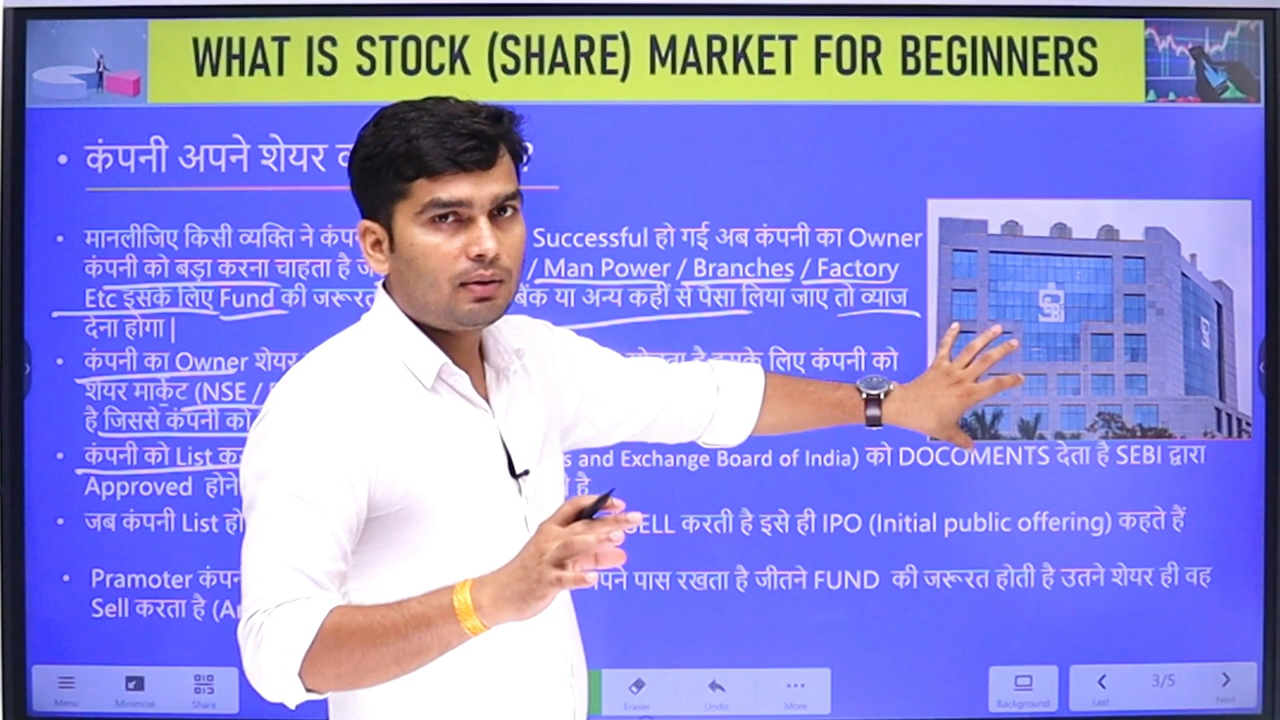 WHAT IS STOCK (SHARE) MARKET FOR BEGINNERS
• कंपनी अपने शेयर ?
• मानलीजिए किसी व्यक्ति ने Successful हो गई अब कंपनी का Owner
कंपनी को बड़ा करना चाहता है / Man Power / Branches / Factory
Etc इसके लिए Fund की जरूरत बैंक या अन्य कहीं से पैसा लिया जाए तो व्याज
देना होगा |
• कंपनी का Owner शेयर है इसके लिए कंपनी को
शेयर मार्केट (NSE /
है जिससे कंपनी को
• कंपनी को List and Exchange Board of India) को DOCOMENTS देता है SEBI द्वारा
Approved है
• जब कंपनी List SELL करती है इसे ही IPO (Initial public offering) कहते हैं
• Pramoter पास रखता है जीतने FUND की जरूरत होती है उतने शेयर ही वह
Sell करता है
SEBI
Menu Minimize Share Eraser Undo More Background Last 3/5 Next